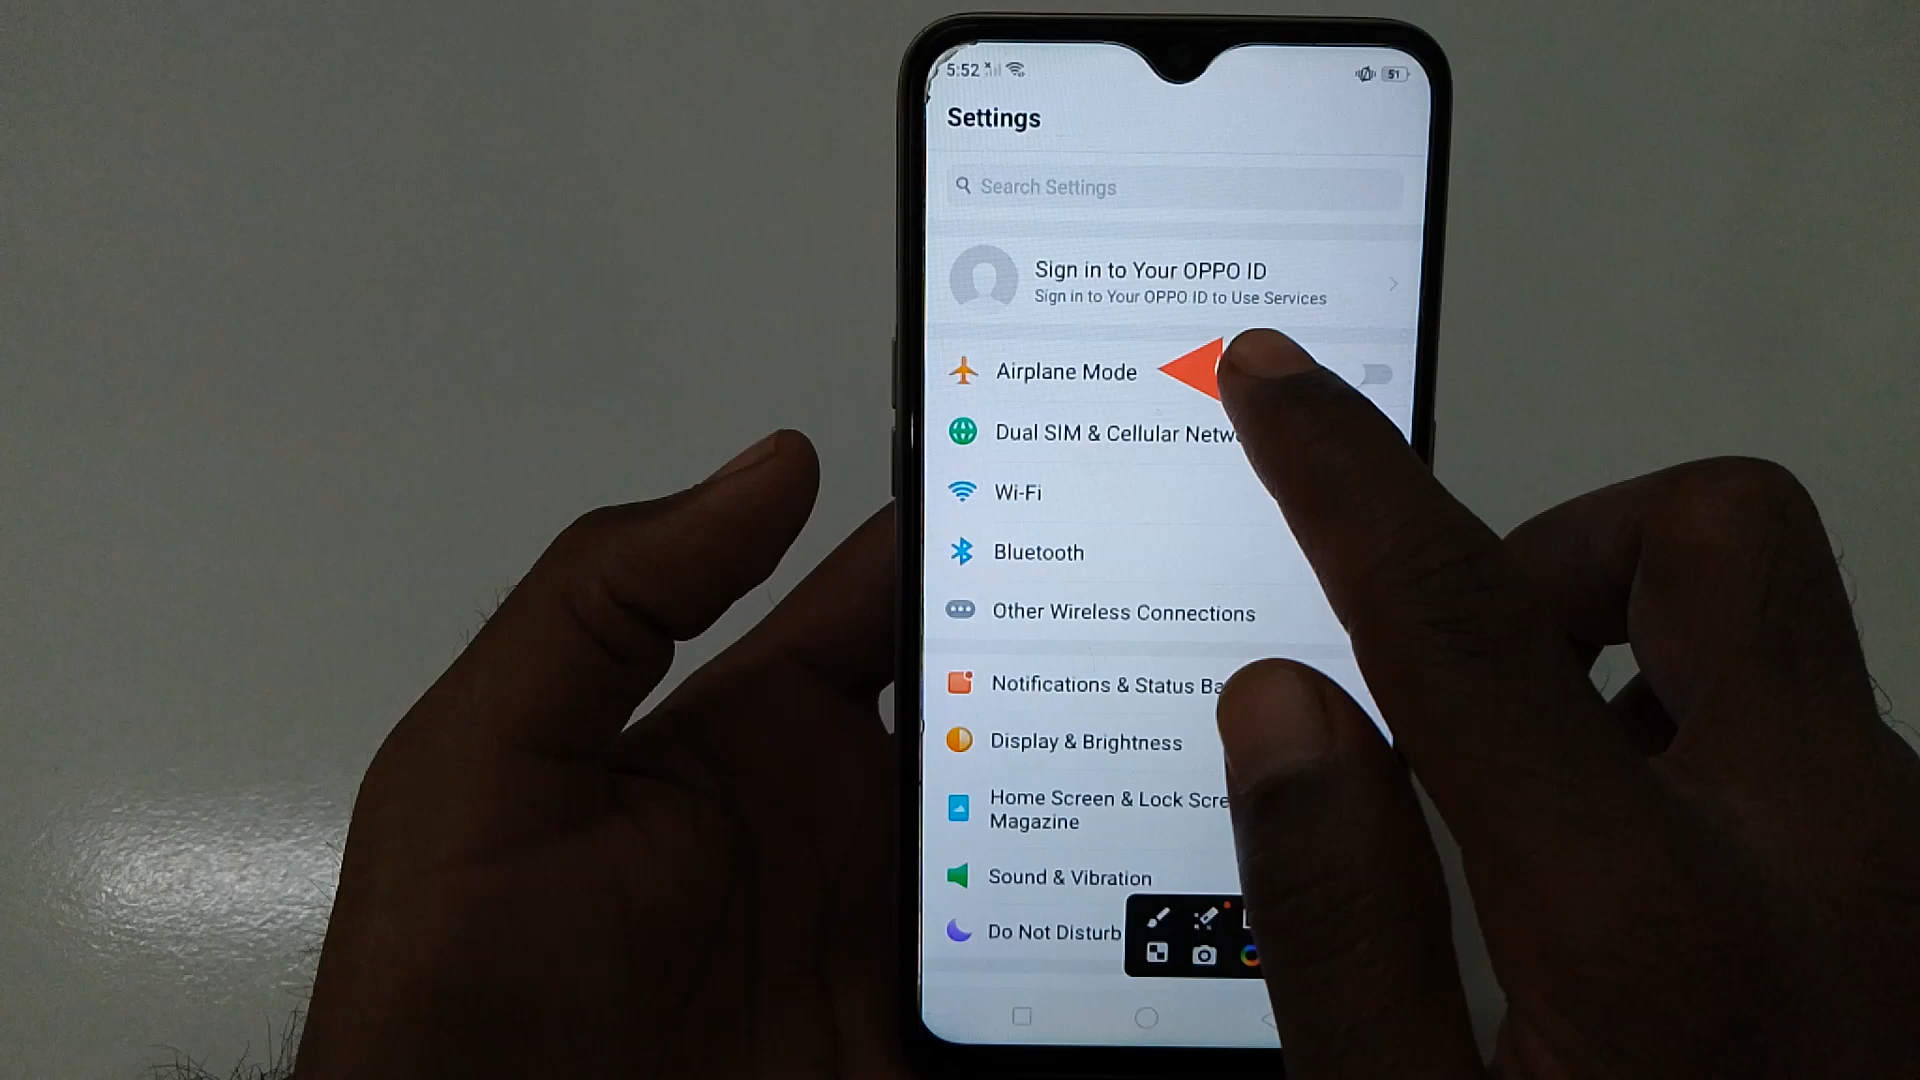 5:52
51
Settings
Search Settings
Sign in to Your OPPO ID
Sign in to Your OPPO ID to Use Services
Airplane Mode
Dual SIM & Cellular Netw
Wi-Fi
Bluetooth
Other Wireless Connections
Notifications & Status Ba
Display & Brightness
Home Screen & Lock Scre
Magazine
Sound & Vibration
Do Not Disturb